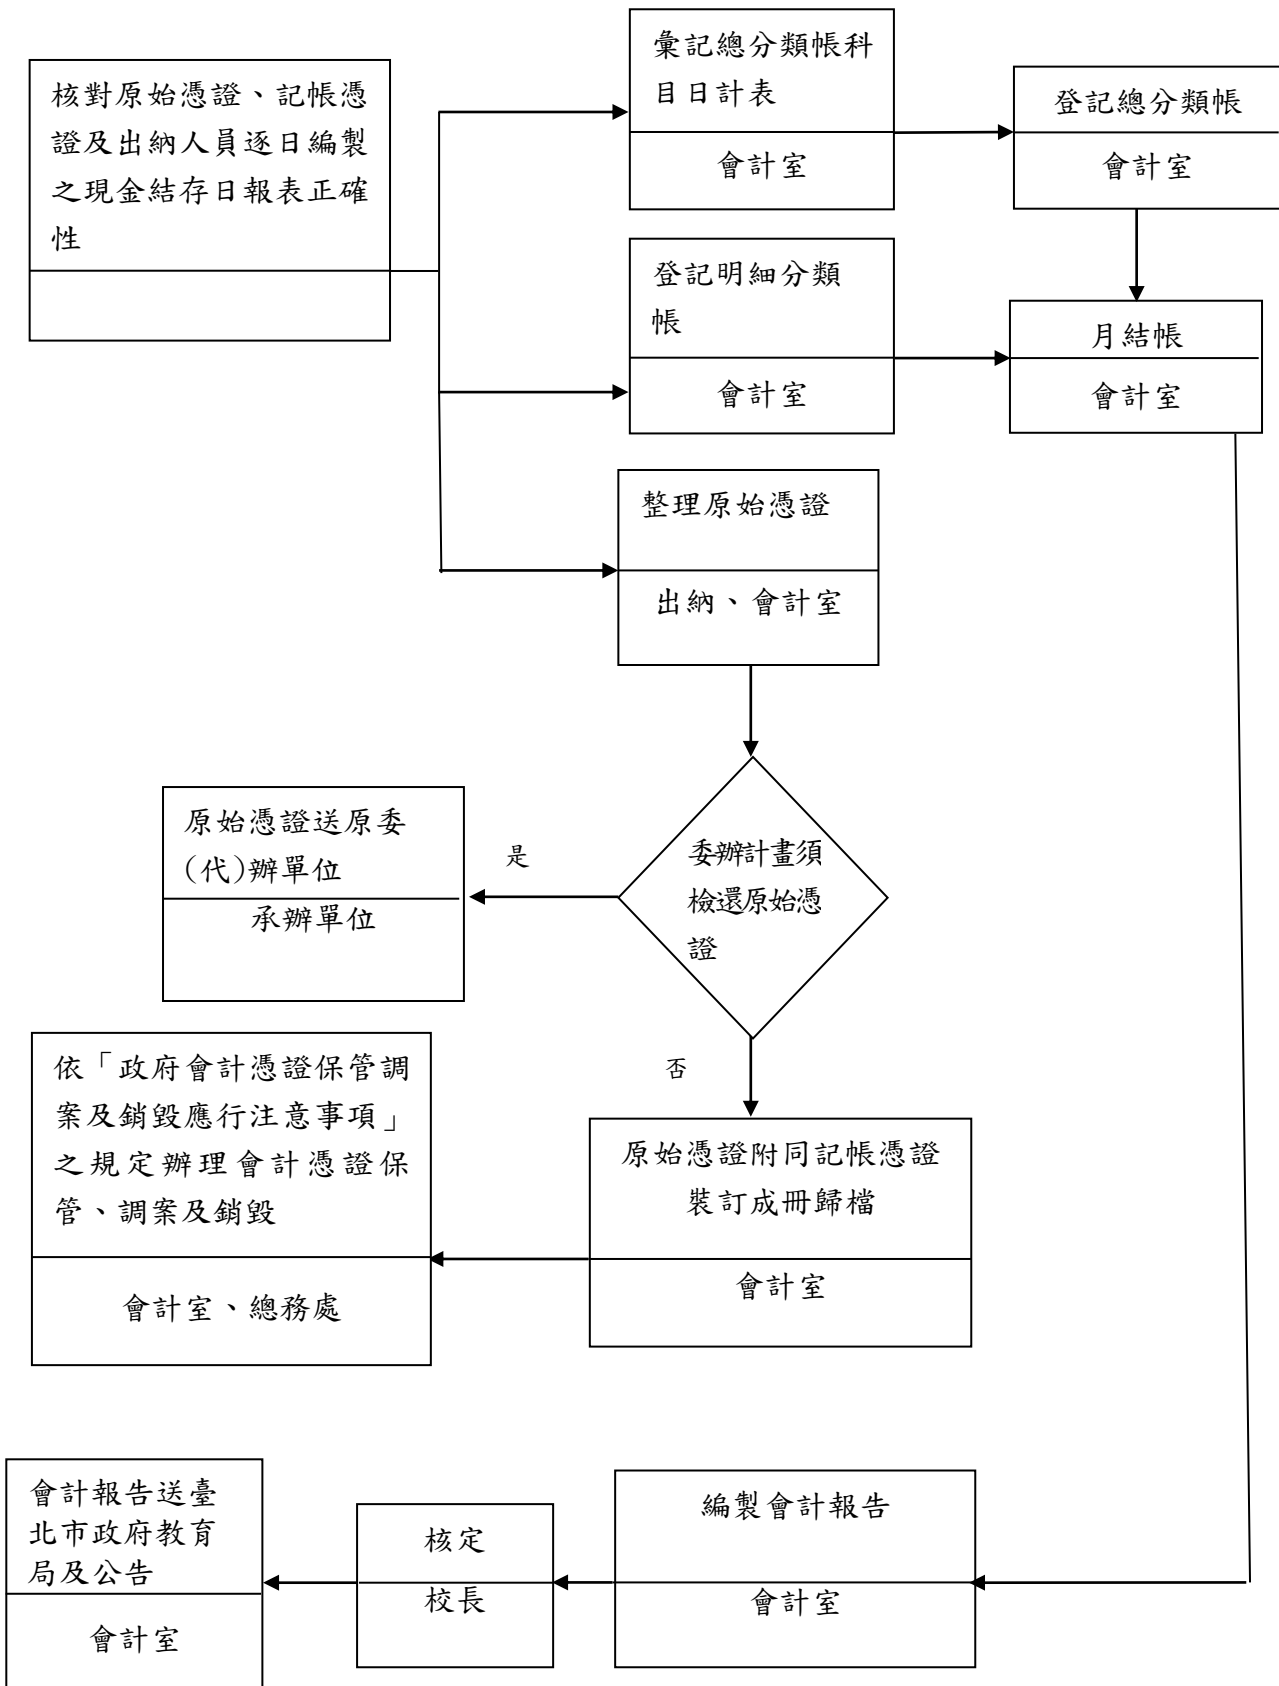 核對原始憑證、記帳憑
證及出納人員逐日編製
之現金結存日報表正確
性
彙記總分類帳科
目日計表
會計室
登記總分類帳
會計室
登記明細分類
帳
會計室
月結帳
會計室
整理原始憑證
出納、會計室
委辦計畫須
檢還原始憑
證
是
原始憑證送原委
(代)辦單位
承辦單位
否
原始憑證附同記帳憑證
裝訂成冊歸檔
會計室
依「政府會計憑證保管調
案及銷毀應行注意事項」
之規定辦理會計憑證保
管、調案及銷毀
會計室、總務處
編製會計報告
會計室
核定
校長
會計報告送臺
北市政府教育
局及公告
會計室